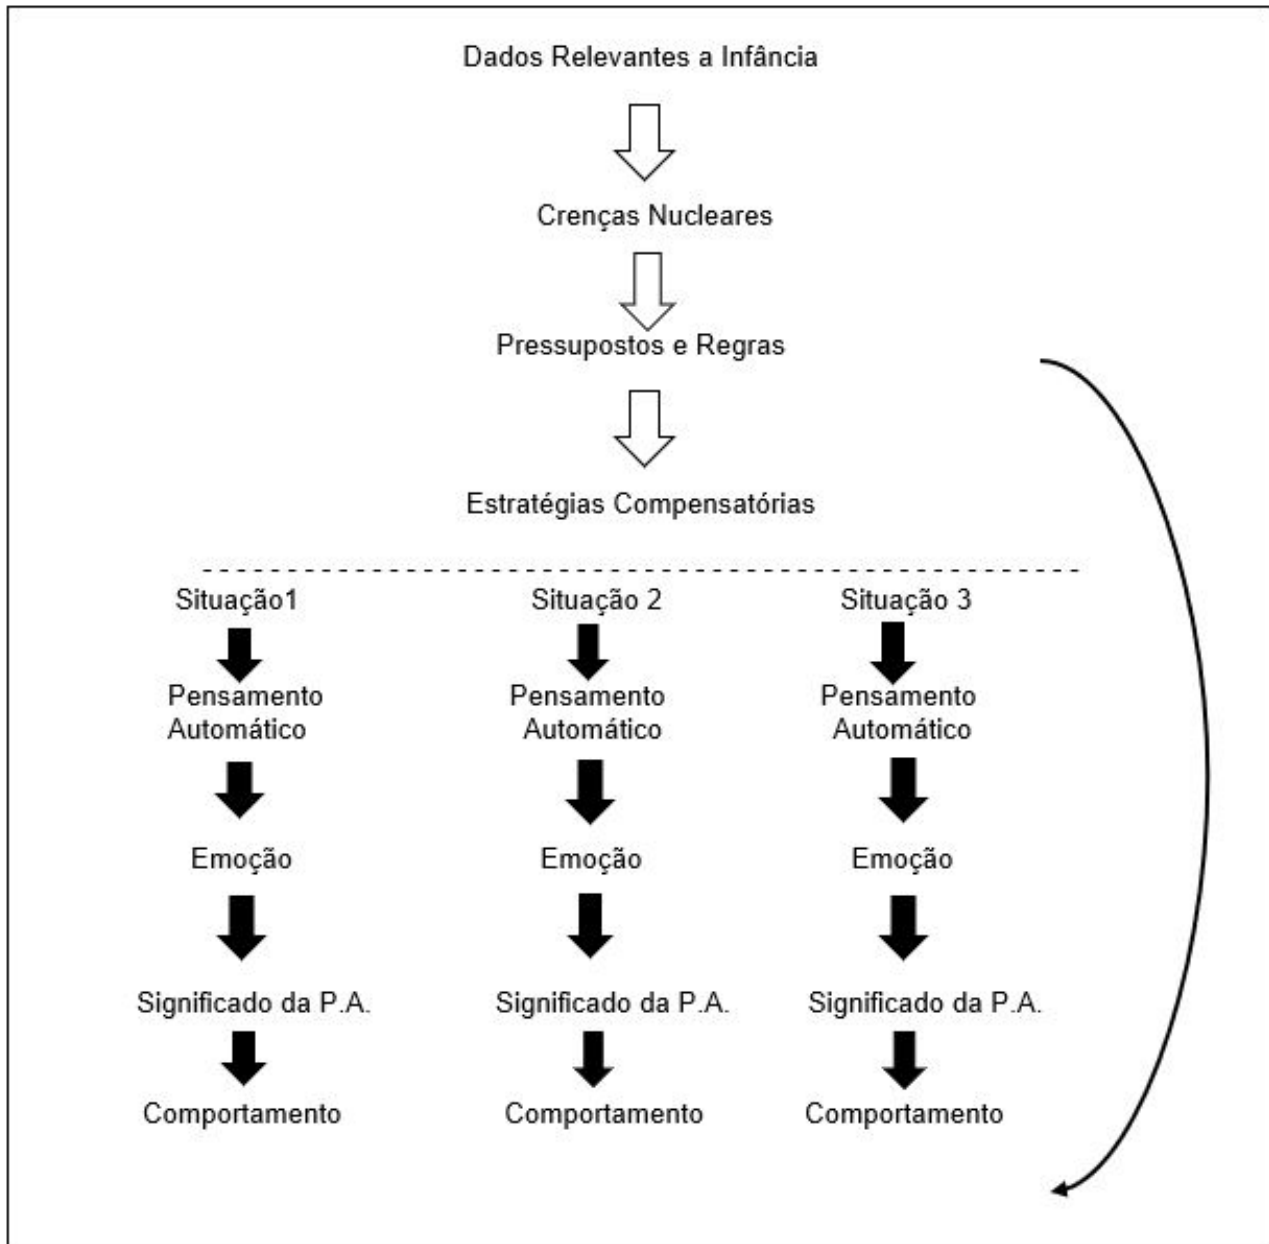 Dados Relevantes a Infância
Crenças Nucleares
Pressupostos e Regras
Estratégias Compensatórias
Situação1
Situação 2
Situação 3
Pensamento
Automático
Pensamento
Automático
Pensamento
Automático
Emoção
Emoção
Emoção
Significado da P.A.
Significado da P.A.
Significado da P.A.
Comportamento
Comportamento
Comportamento